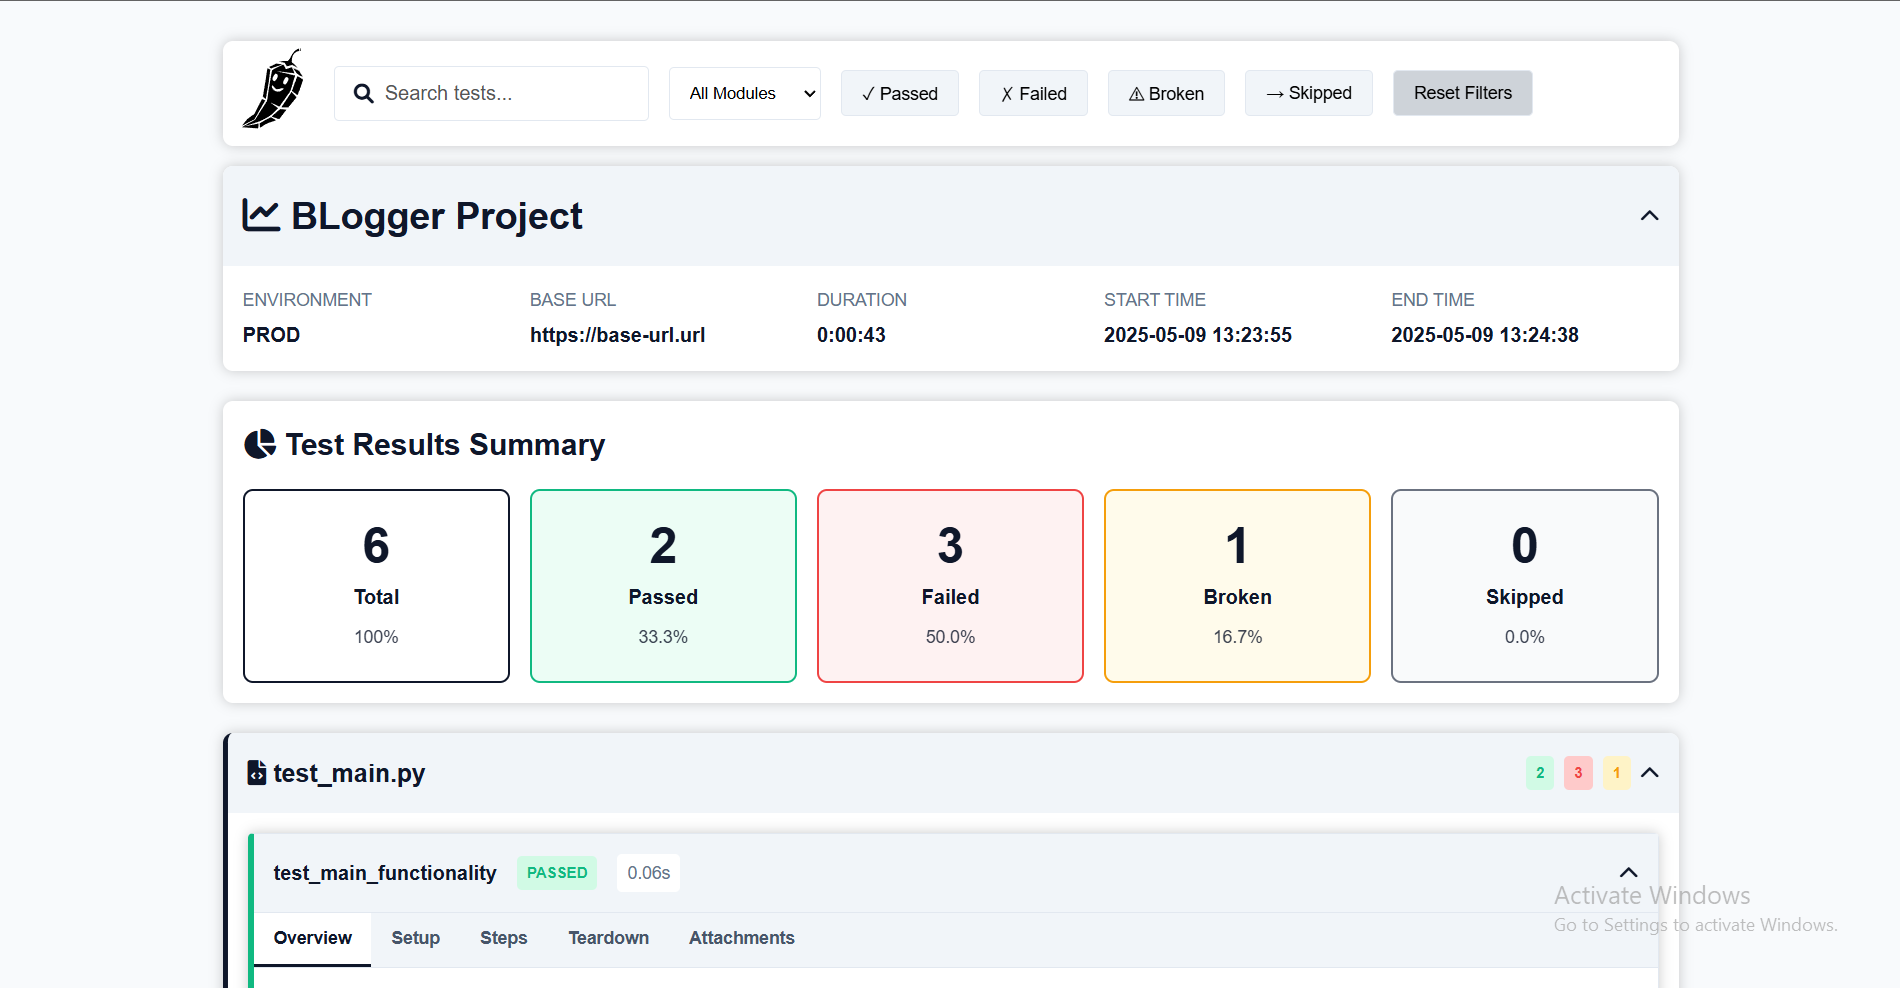 Search tests...
All Modules
✓ Passed
✗ Failed
⚠ Broken
→ Skipped
Reset Filters
BLogger Project
ENVIRONMENT
BASE URL
DURATION
START TIME
END TIME
PROD
https://base-url.url
0:00:43
2025-05-09 13:23:55
2025-05-09 13:24:38
Test Results Summary
6
Total
100%
2
Passed
33.3%
3
Failed
50.0%
1
Broken
16.7%
0
Skipped
0.0%
test_main.py
2
3
1
test_main_functionality
PASSED
0.06s
Overview
Setup
Steps
Teardown
Attachments
Activate Windows
Go to Settings to activate Windows.